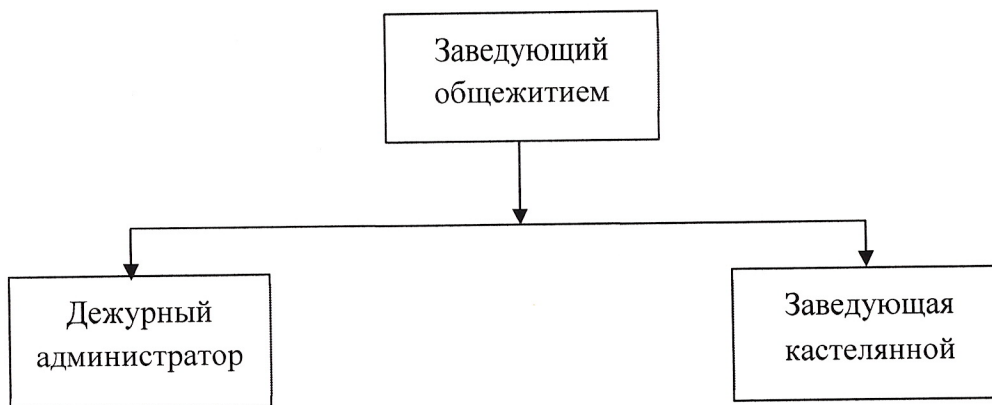 Заведующий
общежитием
Дежурный
администратор
Заведующая
кастелянной